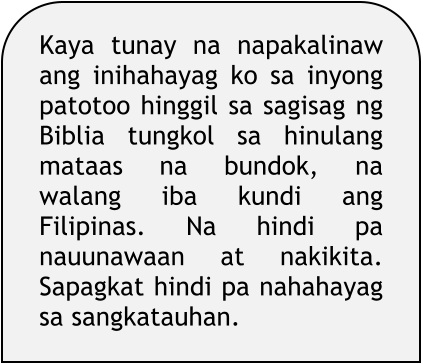 Kaya tunay na napakalinaw
ang inihahayag ko sa inyong
patotoo hinggil sa sagisag ng
Biblia tungkol sa hinulang
mataas na bundok, na
walang iba kundi ang
Filipinas. Na hindi pa
nauunawaan at nakikita.
Sapagkat hindi pa nahahayag
sa sangkatauhan.